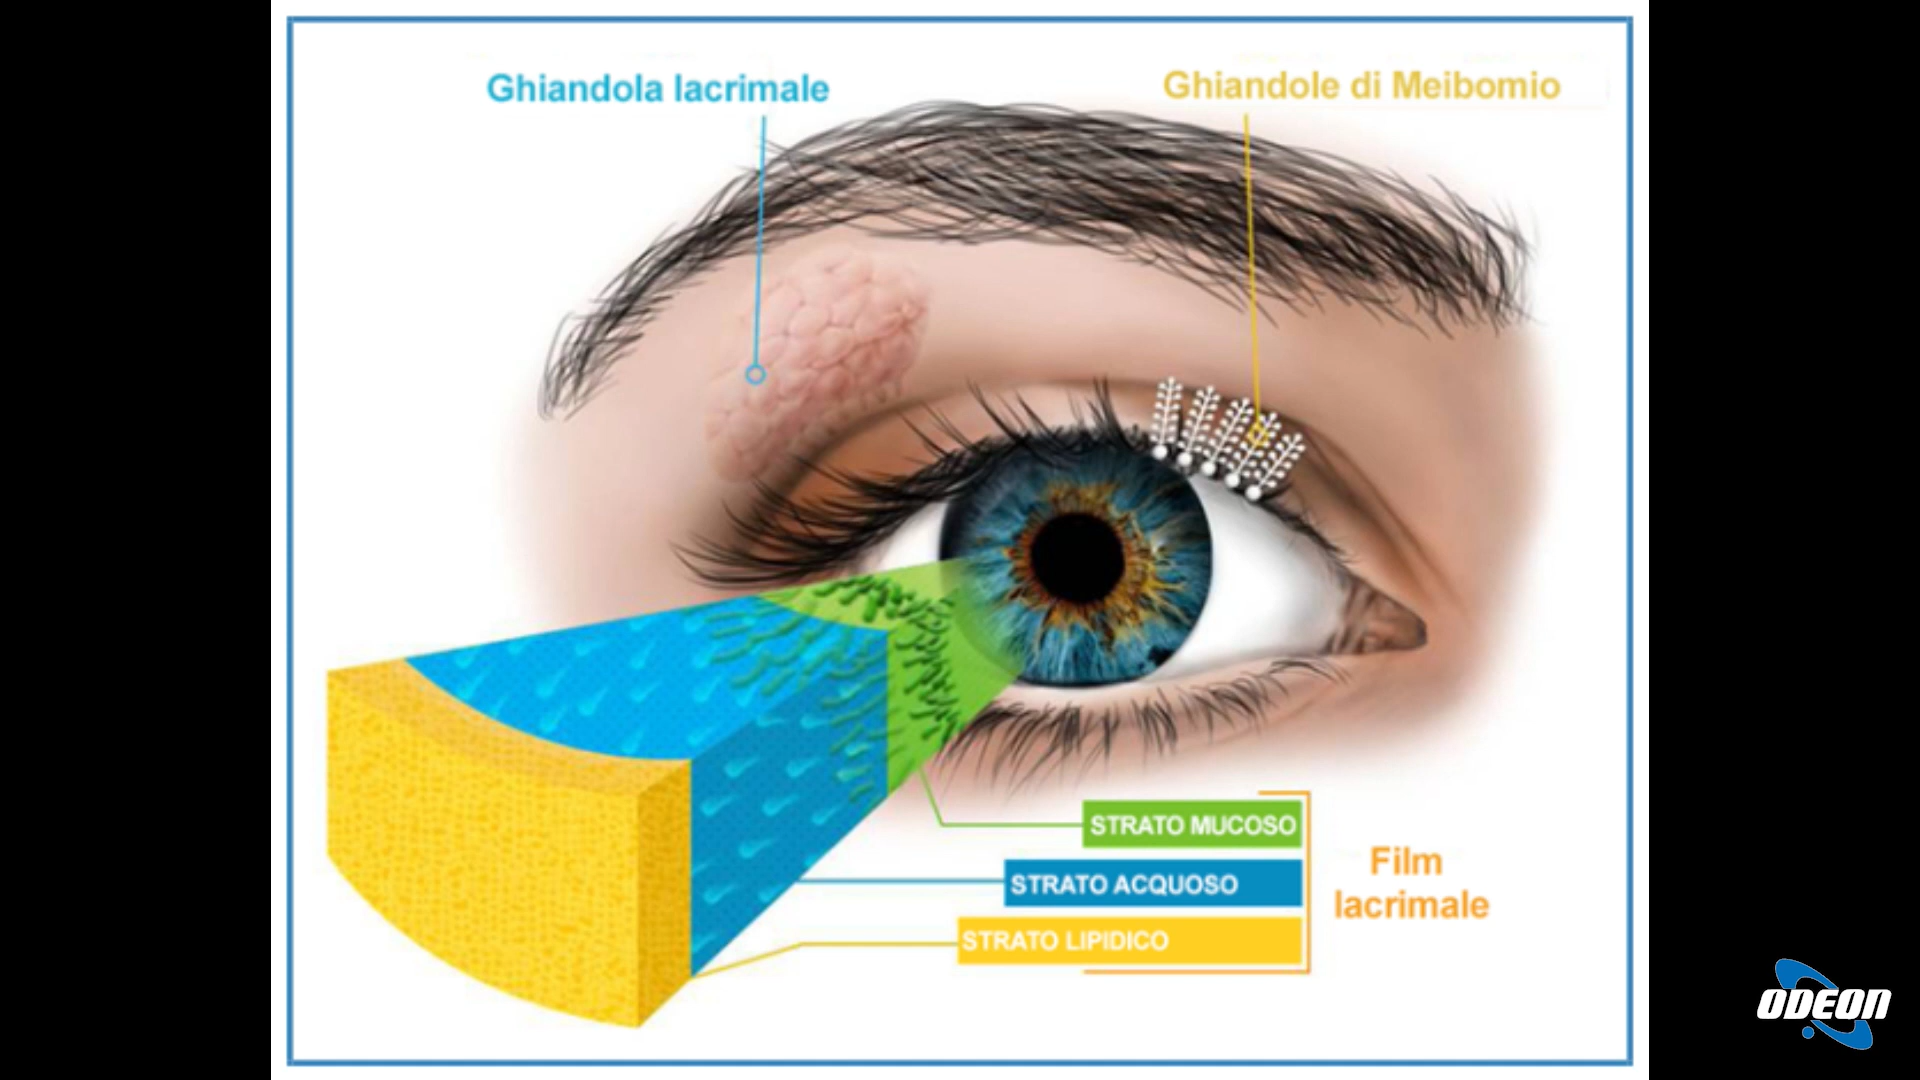 Ghiandola lacrimale
Ghiandole di Meibomio
STRATO MUCOSO
STRATO ACQUOSO
STRATO LIPIDICO
Film
lacrimale
ODEON